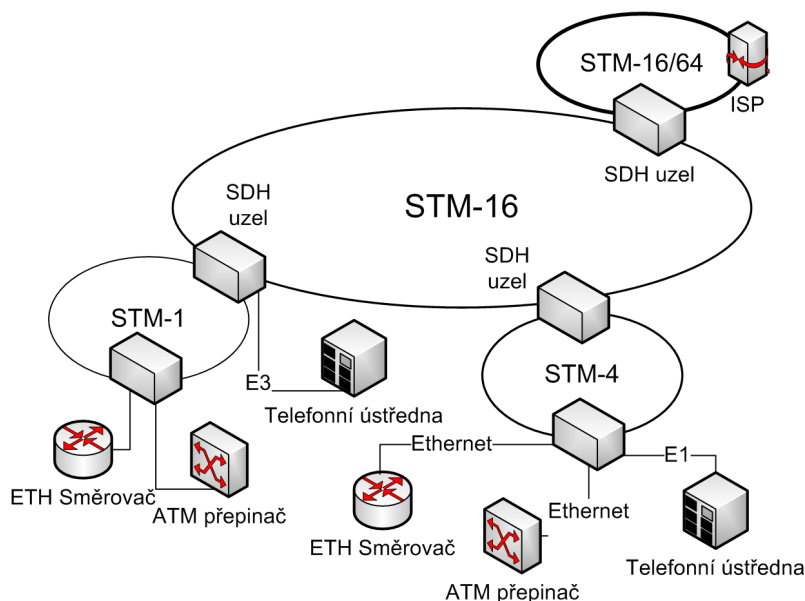 STM-16/64
ISP
SDH uzel
SDH
uzel
STM-16
SDH
uzel
STM-1
E3
STM-4
Telefonní ústředna
Ethernet
E1
ETH Směrovač
ATM přepinač
Ethernet
ETH Směrovač
Telefonní ústředna
ATM přepinač